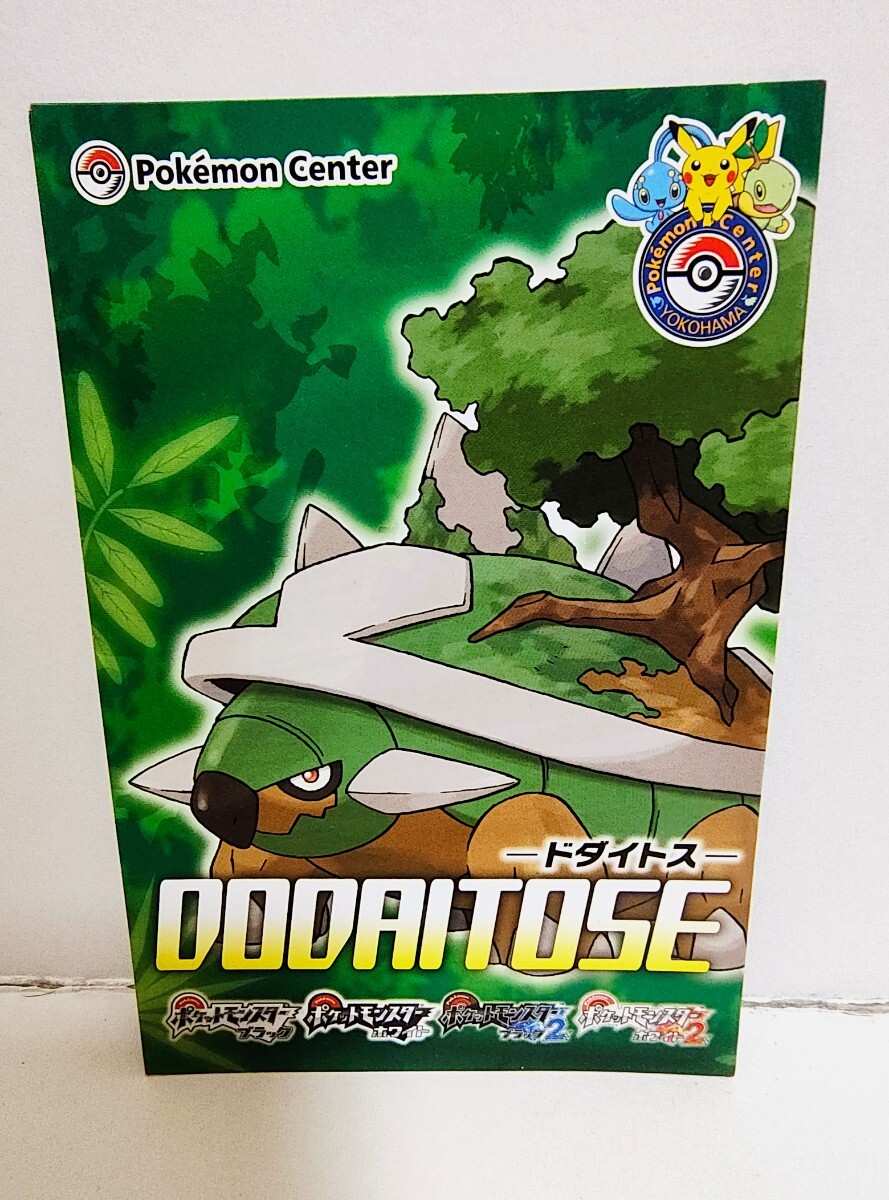 Pokémon Center
Pokémon Center
YOKOHAMA
ードダイトスー
DODAITOSE
ポケットモンスター
ブラック
ポケットモンスター
ホワイト
ポケットモンスター
ブラック2
ポケットモンスター
ホワイト2